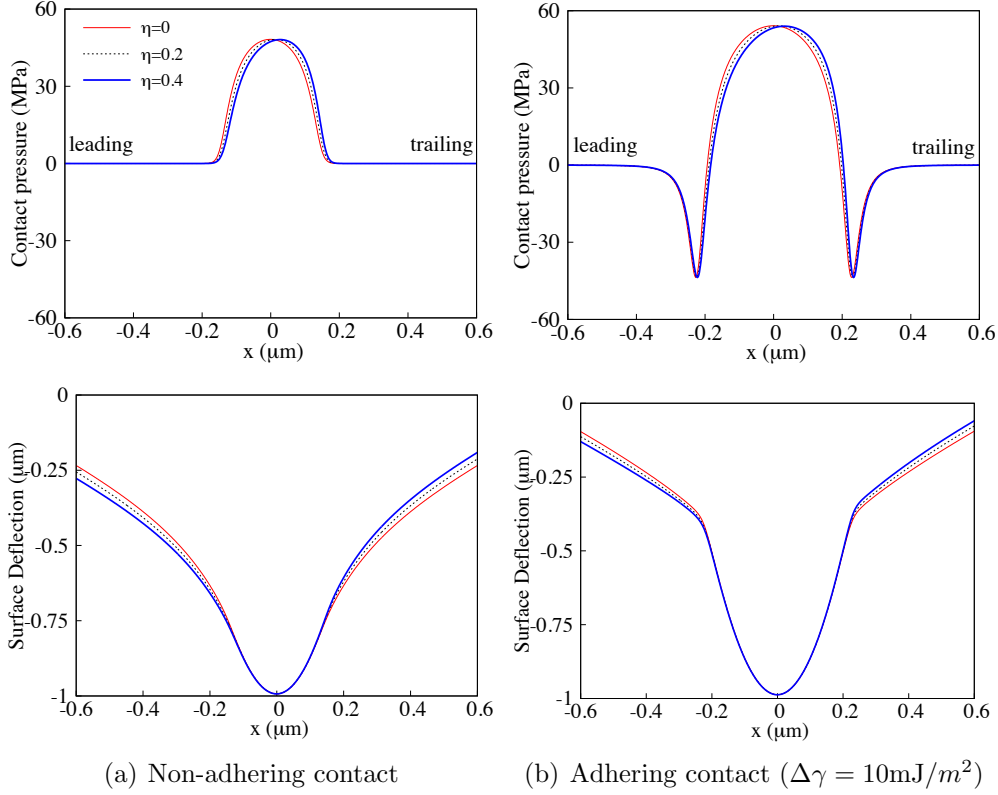 60
30
0
-30
-60
Contact pressure (MPa)
η=0
η=0.2
η=0.4
leading
trailing
-0.6
-0.4
-0.2
0
0.2
0.4
0.6
x (μm)
60
30
0
-30
-60
Contact pressure (MPa)
leading
trailing
-0.6
-0.4
-0.2
0
0.2
0.4
0.6
x (μm)
0
-0.25
-0.5
-0.75
-1
Surface Deflection (μm)
-0.6
-0.4
-0.2
0
0.2
0.4
0.6
x (μm)
0
-0.25
-0.5
-0.75
-1
Surface Deflection (μm)
-0.6
-0.4
-0.2
0
0.2
0.4
0.6
x (μm)
(a) Non-adhering contact
(b) Adhering contact (Δγ = 10mJ/m²)